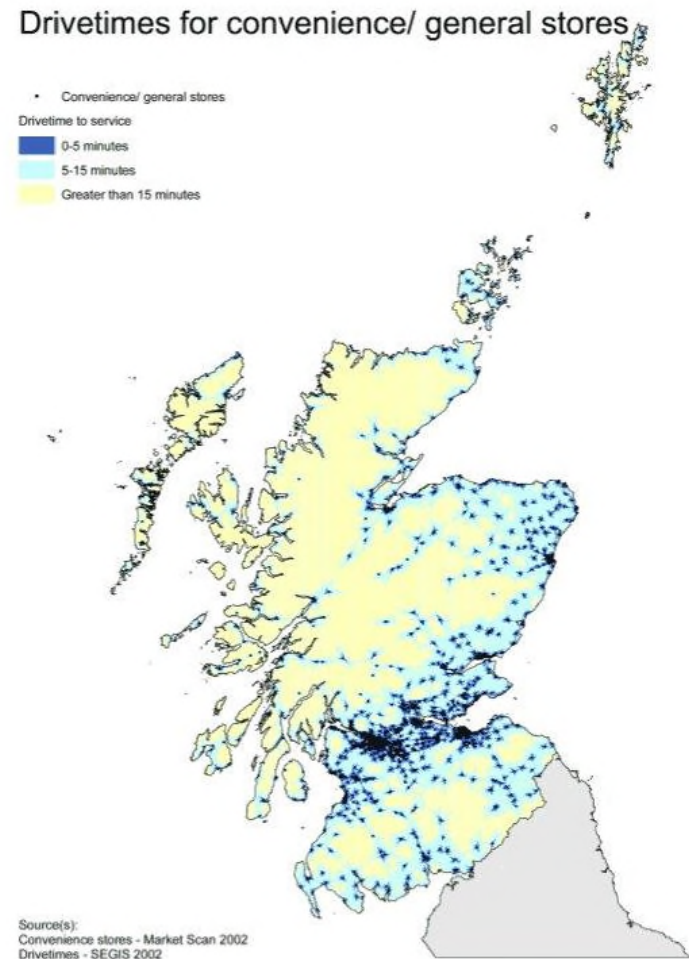 Drivetimes for convenience/ general stores
Convenience/ general stores
Drivetime to service
0-5 minutes
5-15 minutes
Greater than 15 minutes
Source(s):
Convenience stores - Market Scan 2002
Drivetimes - SEGIS 2002